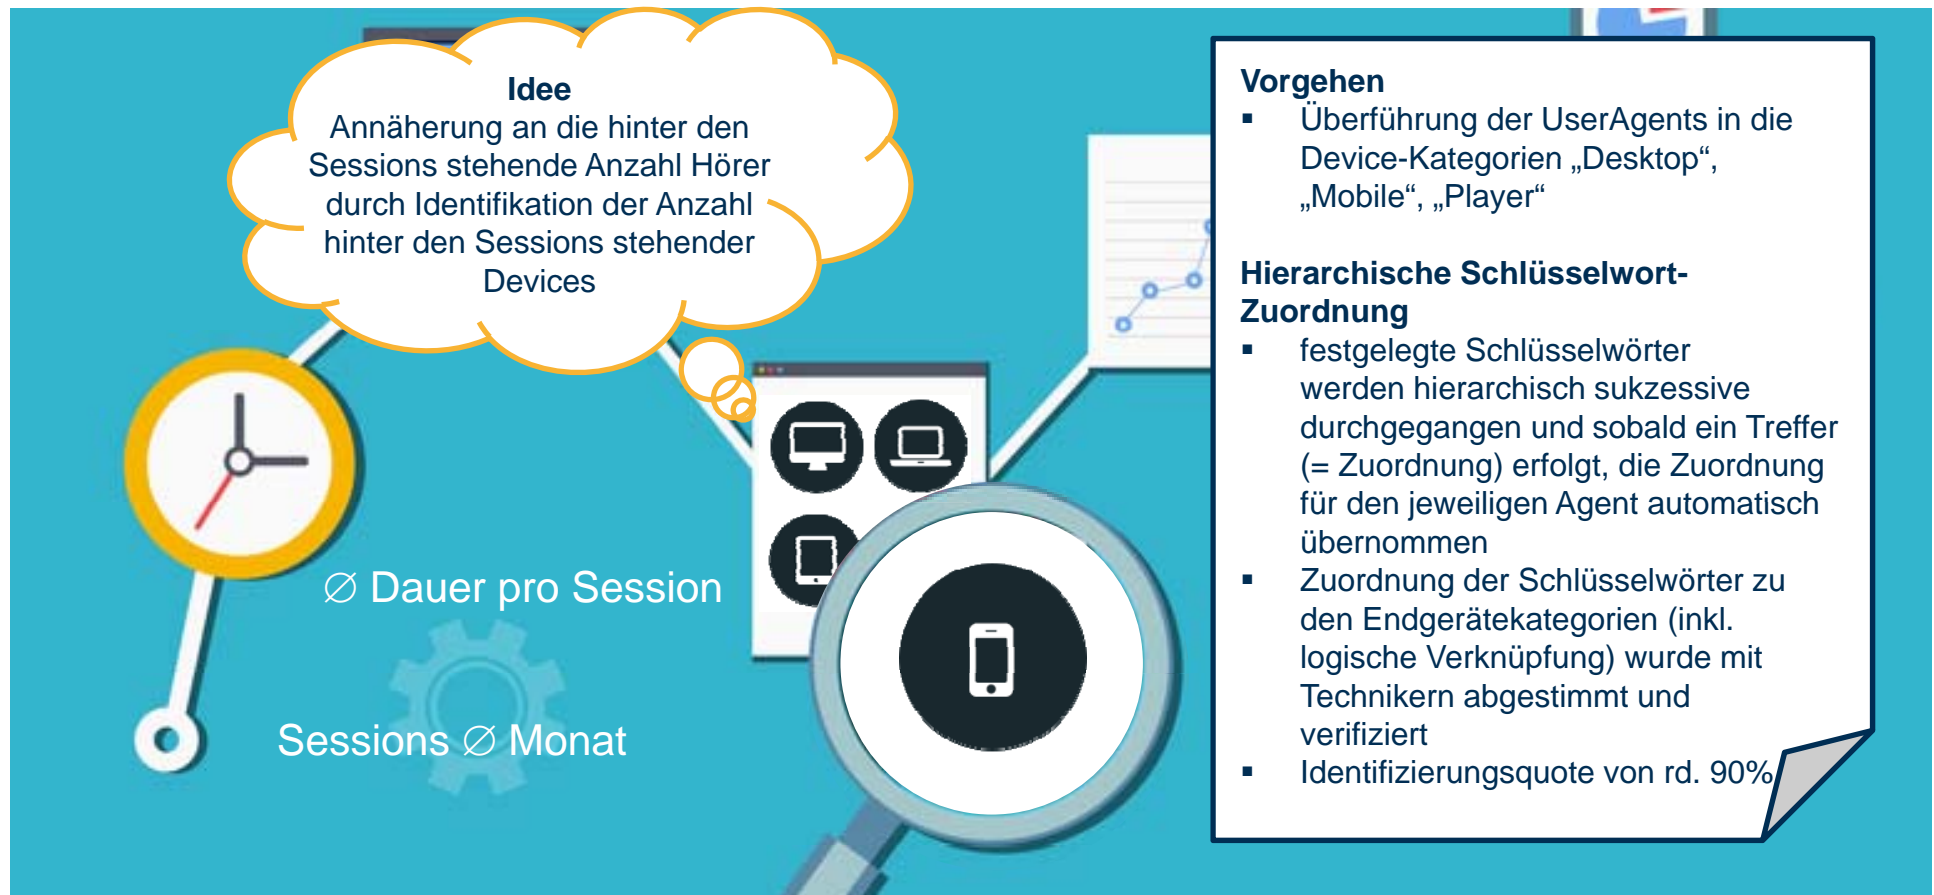 Idee
Annäherung an die hinter den
Sessions stehende Anzahl Hörer
durch Identifikation der Anzahl
hinter den Sessions stehender
Devices
∅ Dauer pro Session
Sessions ∅ Monat
Vorgehen
▪ Überführung der UserAgents in die
Device-Kategorien „Desktop“,
„Mobile“, „Player“
Hierarchische Schlüsselwort-
Zuordnung
▪ festgelegte Schlüsselwörter
werden hierarchisch sukzessive
durchgegangen und sobald ein Treffer
(= Zuordnung) erfolgt, die Zuordnung
für den jeweiligen Agent automatisch
übernommen
▪ Zuordnung der Schlüsselwörter zu
den Endgerätekategorien (inkl.
logische Verknüpfung) wurde mit
Technikern abgestimmt und
verifiziert
▪ Identifizierungsquote von rd. 90%